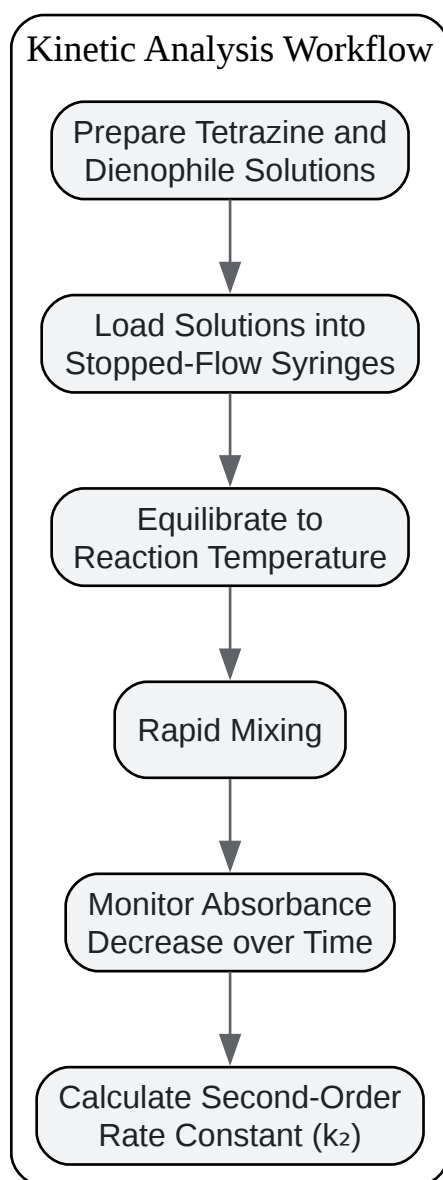 Kinetic Analysis Workflow
Prepare Tetrazine and
Dienophile Solutions
Load Solutions into
Stopped-Flow Syringes
Equilibrate to
Reaction Temperature
Rapid Mixing
Monitor Absorbance
Decrease over Time
Calculate Second-Order
Rate Constant (k₂)